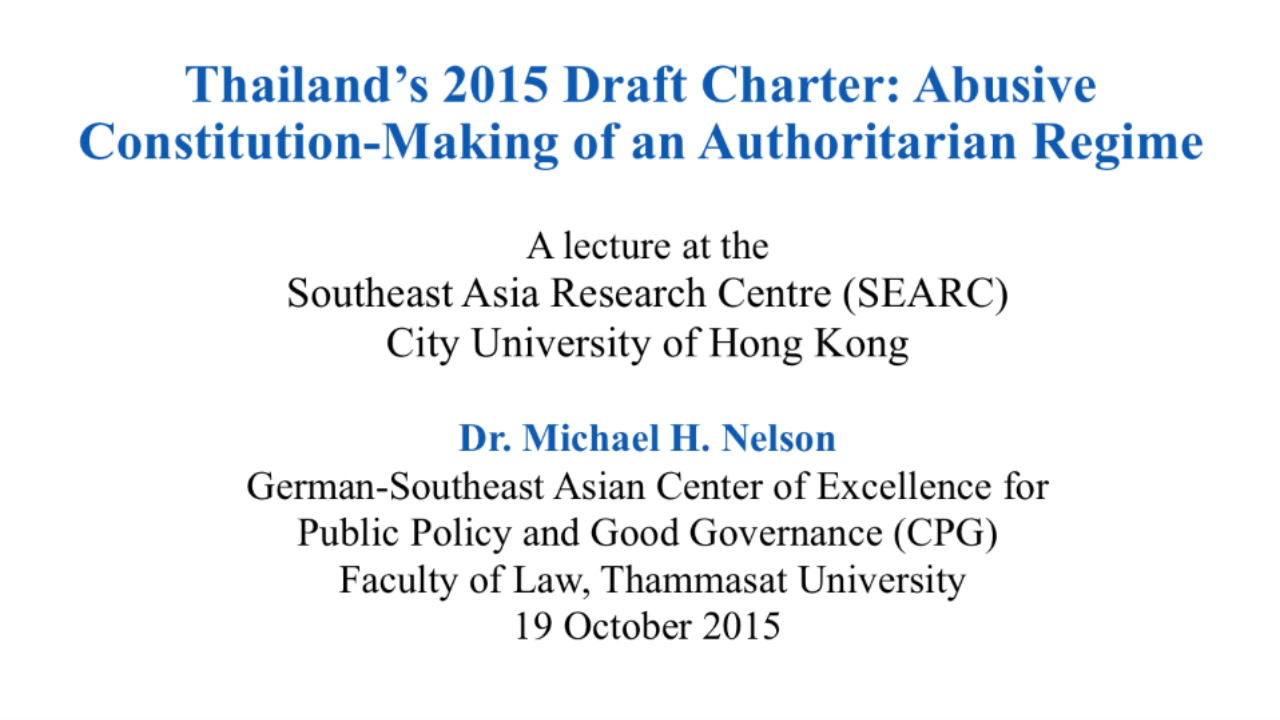 Thailand’s 2015 Draft Charter: Abusive
Constitution-Making of an Authoritarian Regime
A lecture at the
Southeast Asia Research Centre (SEARC)
City University of Hong Kong
Dr. Michael H. Nelson
German-Southeast Asian Center of Excellence for
Public Policy and Good Governance (CPG)
Faculty of Law, Thammasat University
19 October 2015